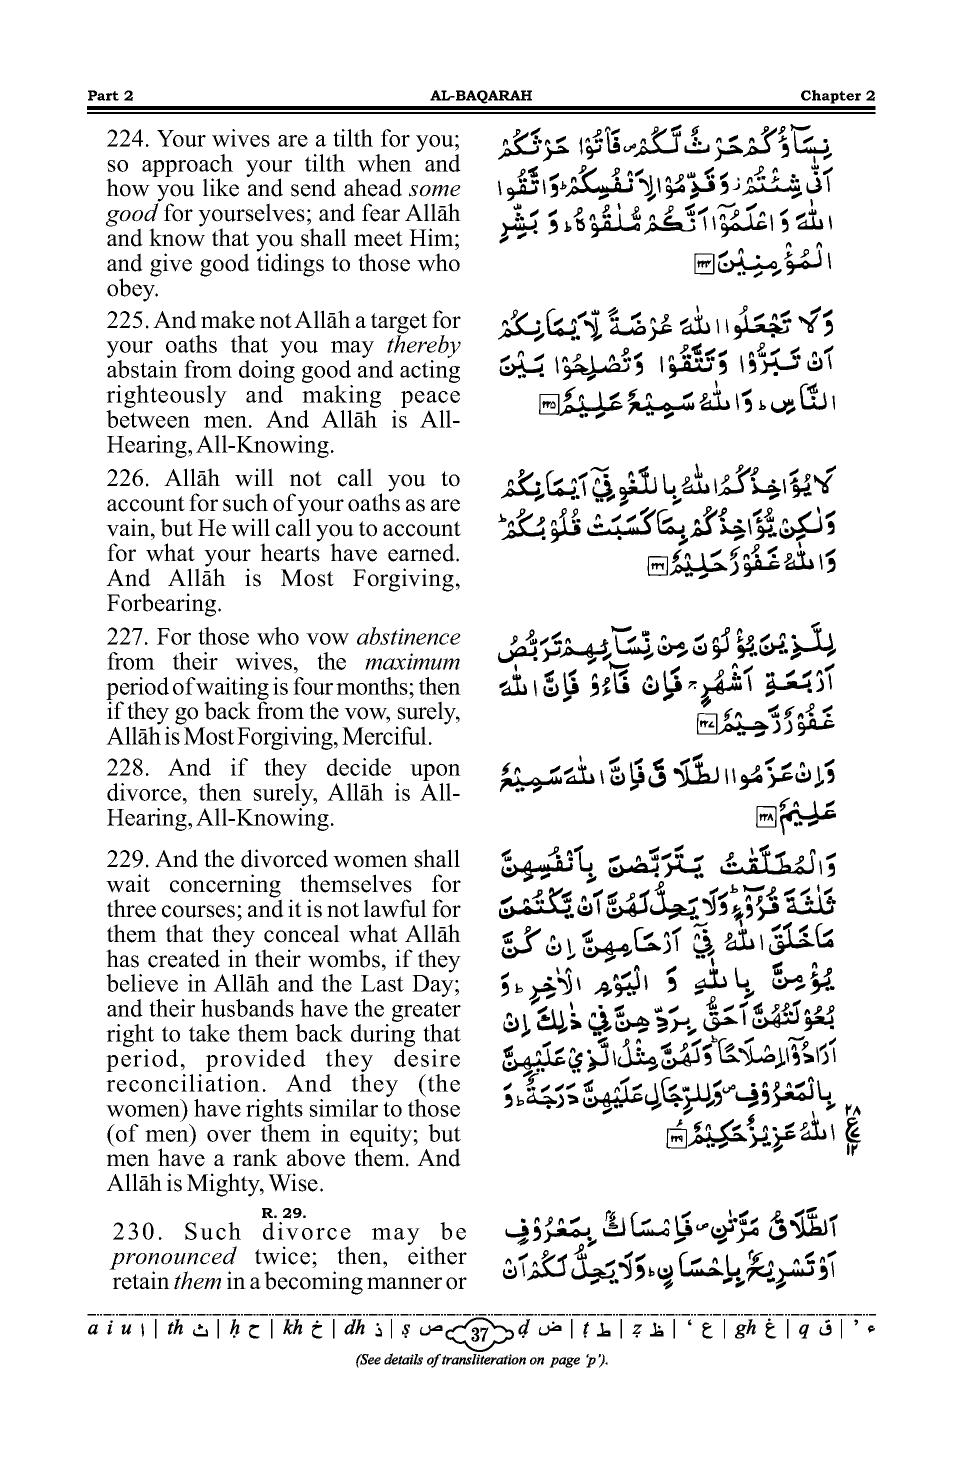 Part 2 AL-BAQARAH Chapter 2
224. Your wives are a tilth for you;
so approach your tilth when and
how you like and send ahead some
good for yourselves; and fear Allāh
and know that you shall meet Him;
and give good tidings to those who
obey.
نِسَآؤُكُمْ حَرْثٌ لَّكُمْ ۪ فَأْتُوْا حَرْثَكُمْ
اَنّٰى شِئْتُمْ ۫ وَ قَدِّمُوْا لِاَنْفُسِكُمْ ؕ وَ اتَّقُوا
اللّٰهَ وَ اعْلَمُوْٓا اَنَّكُمْ مُّلٰقُوْهُ ؕ وَ بَشِّرِ
الْمُؤْمِنِيْنَ ﴿۲۲۴﴾
225. And make not Allāh a target for
your oaths that you may thereby
abstain from doing good and acting
righteously and making peace
between men. And Allāh is All-
Hearing, All-Knowing.
وَ لَا تَجْعَلُوا اللّٰهَ عُرْضَةً لِّاَيْمَانِكُمْ
اَنْ تَبَرُّوْا وَ تَتَّقُوْا وَ تُصْلِحُوْا بَيْنَ
النَّاسِ ؕ وَ اللّٰهُ سَمِيْعٌ عَلِيْمٌ ﴿۲۲۵﴾
226. Allāh will not call you to
account for such of your oaths as are
vain, but He will call you to account
for what your hearts have earned.
And Allāh is Most Forgiving,
Forbearing.
لَا يُؤَاخِذُكُمُ اللّٰهُ بِاللَّغْوِ فِيْٓ اَيْمَانِكُمْ
وَ لٰكِنْ يُّؤَاخِذُكُمْ بِمَا كَسَبَتْ قُلُوْبُكُمْ ؕ
وَ اللّٰهُ غَفُوْرٌ حَلِيْمٌ ﴿۲۲۶﴾
227. For those who vow abstinence
from their wives, the maximum
period of waiting is four months; then
if they go back from the vow, surely,
Allāh is Most Forgiving, Merciful.
لِلَّذِيْنَ يُؤْلُوْنَ مِنْ نِّسَآئِهِمْ تَرَبُّصُ
اَرْبَعَةِ اَشْهُرٍ ۚ فَاِنْ فَآءُوْ فَاِنَّ اللّٰهَ
غَفُوْرٌ رَّحِيْمٌ ﴿۲۲۷﴾
228. And if they decide upon
divorce, then surely, Allāh is All-
Hearing, All-Knowing.
وَ اِنْ عَزَمُوا الطَّلَاقَ فَاِنَّ اللّٰهَ سَمِيْعٌ
عَلِيْمٌ ﴿۲۲۸﴾
229. And the divorced women shall
wait concerning themselves for
three courses; and it is not lawful for
them that they conceal what Allāh
has created in their wombs, if they
believe in Allāh and the Last Day;
and their husbands have the greater
right to take them back during that
period, provided they desire
reconciliation. And they (the
women) have rights similar to those
(of men) over them in equity; but
men have a rank above them. And
Allāh is Mighty, Wise.
وَ الْمُطَلَّقٰتُ يَتَرَبَّصْنَ بِاَنْفُسِهِنَّ
ثَلٰثَةَ قُرُوْٓءٍ ؕ وَ لَا يَحِلُّ لَهُنَّ اَنْ يَّكْتُمْنَ
مَا خَلَقَ اللّٰهُ فِيْٓ اَرْحَامِهِنَّ اِنْ كُنَّ
يُؤْمِنَّ بِاللّٰهِ وَ الْيَوْمِ الْاٰخِرِ ؕ وَ
بُعُوْلَتُهُنَّ اَحَقُّ بِرَدِّهِنَّ فِيْ ذٰلِكَ اِنْ
اَرَادُوْٓا اِصْلَاحًا ؕ وَ لَهُنَّ مِثْلُ الَّذِيْ عَلَيْهِنَّ
بِالْمَعْرُوْفِ ۪ وَ لِلرِّجَالِ عَلَيْهِنَّ دَرَجَةٌ ؕ وَ
اللّٰهُ عَزِيْزٌ حَكِيْمٌ ﴿۲۲۹﴾
۲۸
ع
۱۲
R. 29.
230. Such divorce may be
pronounced twice; then, either
retain them in a becoming manner or
اَلطَّلَاقُ مَرَّتٰنِ ۪ فَاِمْسَاكٌۢ بِمَعْرُوْفٍ
اَوْ تَسْرِيْحٌۢ بِاِحْسَانٍ ؕ وَ لَا يَحِلُّ لَكُمْ اَنْ
a i u ا | th ث | ḥ ح | kh خ | dh ذ | ṣ ص 37 ḍ ض | ṭ ط | ẓ ظ | ‘ ع | gh غ | q ق | ’ ء
(See details of transliteration on page ‘p’).